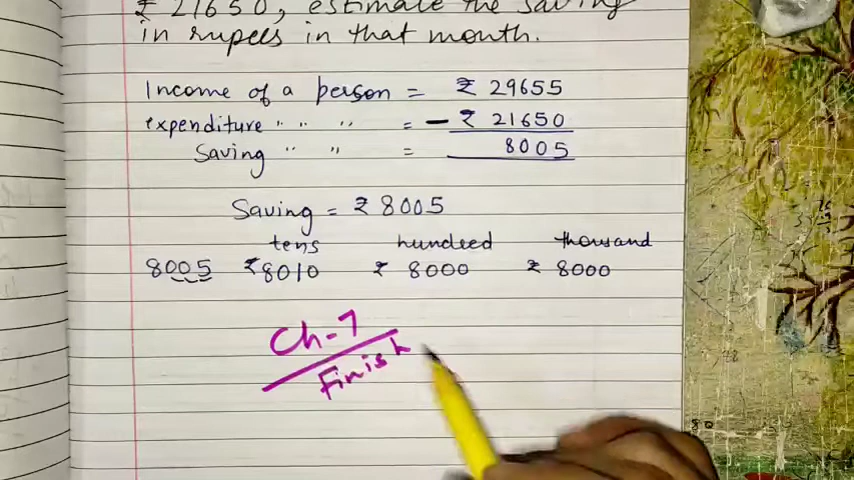 ₹ 21650, estimate the saving
in rupees in that month.
Income of a person = ₹ 29655
expenditure " " " = - ₹ 21650
Saving " " = 8005
Saving = ₹ 8005
tens hundeed thousand
8005 ₹8010 ₹ 8000 ₹ 8000
Ch-7
Finish